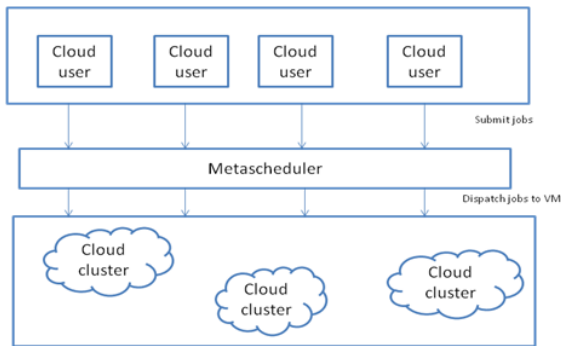 Cloud
user
Cloud
user
Cloud
user
Cloud
user
Submit jobs
Metascheduler
Dispatch jobs to VM
Cloud
cluster
Cloud
cluster
Cloud
cluster